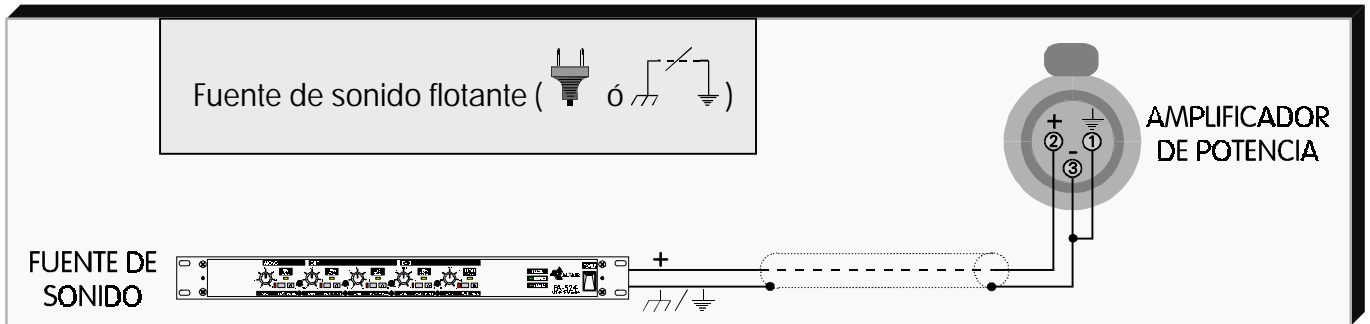 Fuente de sonido flotante ( ó )
AMPLIFICADOR
DE POTENCIA
+
2
1
-
3
FUENTE DE
SONIDO
+
/